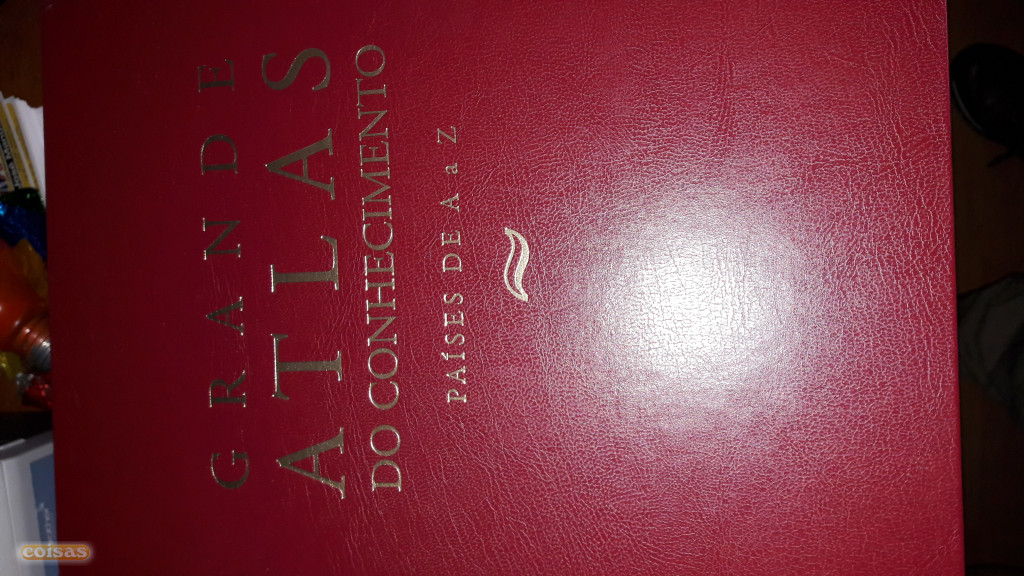 GRANDE
ATLAS
DO CONHECIMENTO
PAÍSES DE A a Z
coisas